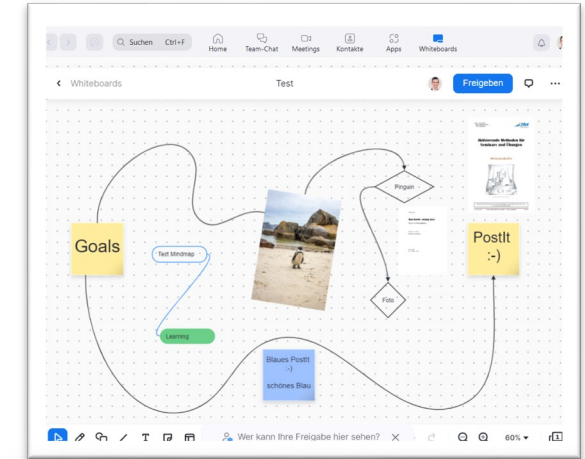 Suchen Ctrl+F
Home
Team-Chat
Meetings
Kontakte
Apps
Whiteboards
Whiteboards
Test
Freigeben
Aktivierende Methoden für
Seminare und Übungen
Pinguin
Goals
Test Mindmap
PostIt
:-)
Foto
Learning
Blaues PostIt
:-)
schönes Blau
T
Wer kann Ihre Freigabe hier sehen?
60%
1